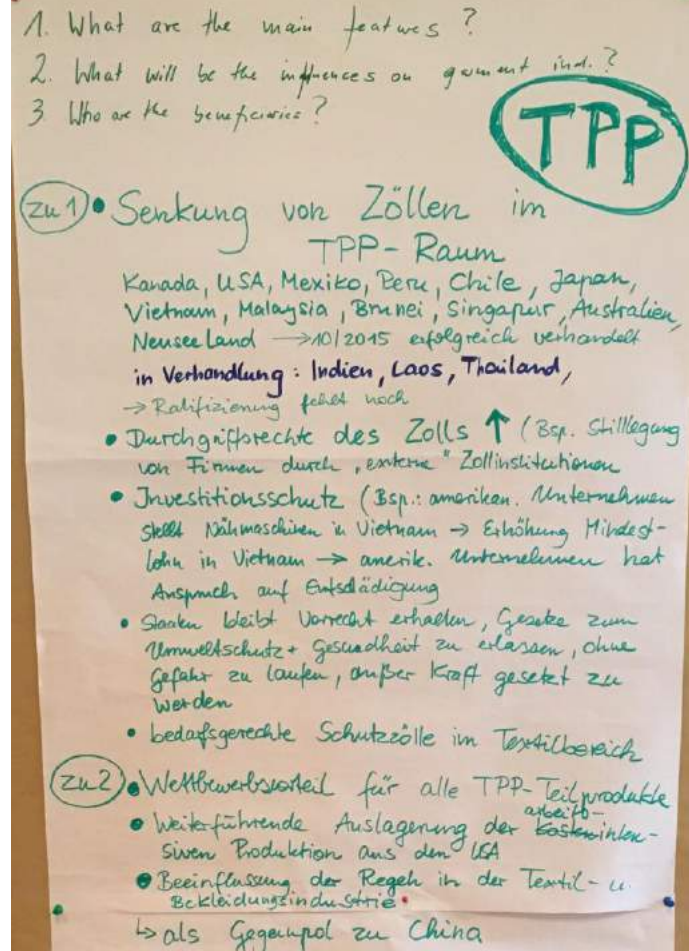 1. What are the main features?
2. What will be the influences on garment ind.?
3. Who are the beneficiaries?
TPP
zu 1) • Senkung von Zöllen im
TPP-Raum
Kanada, USA, Mexiko, Peru, Chile, Japan,
Vietnam, Malaysia, Brunei, Singapur, Australien,
Neuseeland → 10/2015 erfolgreich verhandelt
in Verhandlung: Indien, Laos, Thailand,
→ Ratifizierung fehlt noch
• Durchgriffsrechte des Zolls ↑ (Bsp. Stilllegung
von Firmen durch "externe" Zollinstitutionen
• Investitionsschutz (Bsp.: amerikan. Unternehmen
stellt Nähmaschinen in Vietnam → Erhöhung Mindest-
lohn in Vietnam → amerik. Unternehmen hat
Anspruch auf Entschädigung
• Staaten bleibt Vorrecht erhalten, Gesetze zum
Umweltschutz + Gesundheit zu erlassen, ohne
Gefahr zu laufen, außer Kraft gesetzt zu
werden
• bedarfsgerechte Schutzzölle im Textilbereich
zu 2) • Wettbewerbsvorteil für alle TPP-Teilprodukte
• Weiterführende Auslagerung der arbeits-kosteninten-
siven Produktion aus den USA
• Beeinflussung der Regeln in der Textil- u.
Bekleidungsindustrie
↳ als Gegenpol zu China